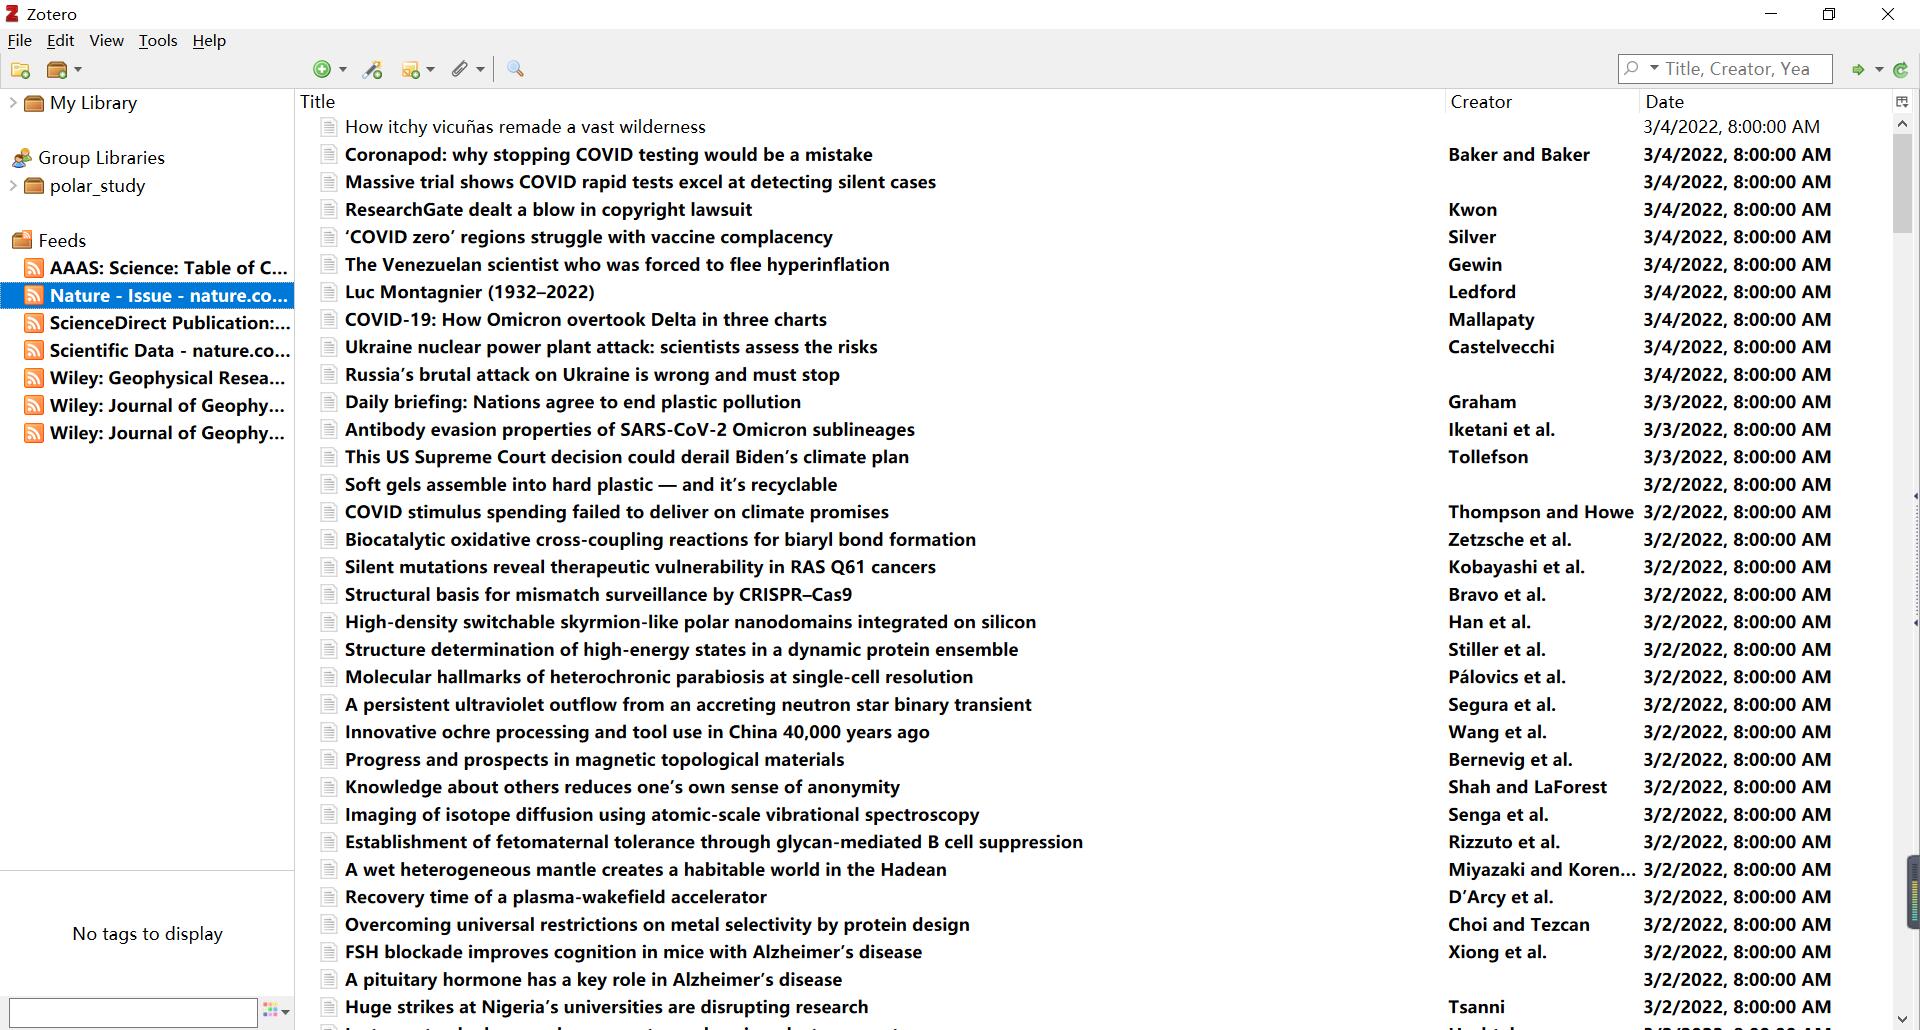 Zotero
File Edit View Tools Help
Title, Creator, Yea
My Library
Group Libraries
polar_study
Feeds
AAAS: Science: Table of C...
Nature - Issue - nature.co...
ScienceDirect Publication:...
Scientific Data - nature.co...
Wiley: Geophysical Resea...
Wiley: Journal of Geophy...
Wiley: Journal of Geophy...
No tags to display
Title Creator Date
How itchy vicuñas remade a vast wilderness 3/4/2022, 8:00:00 AM
Coronapod: why stopping COVID testing would be a mistake Baker and Baker 3/4/2022, 8:00:00 AM
Massive trial shows COVID rapid tests excel at detecting silent cases 3/4/2022, 8:00:00 AM
ResearchGate dealt a blow in copyright lawsuit Kwon 3/4/2022, 8:00:00 AM
‘COVID zero’ regions struggle with vaccine complacency Silver 3/4/2022, 8:00:00 AM
The Venezuelan scientist who was forced to flee hyperinflation Gewin 3/4/2022, 8:00:00 AM
Luc Montagnier (1932–2022) Ledford 3/4/2022, 8:00:00 AM
COVID-19: How Omicron overtook Delta in three charts Mallapaty 3/4/2022, 8:00:00 AM
Ukraine nuclear power plant attack: scientists assess the risks Castelvecchi 3/4/2022, 8:00:00 AM
Russia’s brutal attack on Ukraine is wrong and must stop 3/4/2022, 8:00:00 AM
Daily briefing: Nations agree to end plastic pollution Graham 3/3/2022, 8:00:00 AM
Antibody evasion properties of SARS-CoV-2 Omicron sublineages Iketani et al. 3/3/2022, 8:00:00 AM
This US Supreme Court decision could derail Biden’s climate plan Tollefson 3/3/2022, 8:00:00 AM
Soft gels assemble into hard plastic — and it’s recyclable 3/2/2022, 8:00:00 AM
COVID stimulus spending failed to deliver on climate promises Thompson and Howe 3/2/2022, 8:00:00 AM
Biocatalytic oxidative cross-coupling reactions for biaryl bond formation Zetzsche et al. 3/2/2022, 8:00:00 AM
Silent mutations reveal therapeutic vulnerability in RAS Q61 cancers Kobayashi et al. 3/2/2022, 8:00:00 AM
Structural basis for mismatch surveillance by CRISPR–Cas9 Bravo et al. 3/2/2022, 8:00:00 AM
High-density switchable skyrmion-like polar nanodomains integrated on silicon Han et al. 3/2/2022, 8:00:00 AM
Structure determination of high-energy states in a dynamic protein ensemble Stiller et al. 3/2/2022, 8:00:00 AM
Molecular hallmarks of heterochronic parabiosis at single-cell resolution Pálovics et al. 3/2/2022, 8:00:00 AM
A persistent ultraviolet outflow from an accreting neutron star binary transient Segura et al. 3/2/2022, 8:00:00 AM
Innovative ochre processing and tool use in China 40,000 years ago Wang et al. 3/2/2022, 8:00:00 AM
Progress and prospects in magnetic topological materials Bernevig et al. 3/2/2022, 8:00:00 AM
Knowledge about others reduces one’s own sense of anonymity Shah and LaForest 3/2/2022, 8:00:00 AM
Imaging of isotope diffusion using atomic-scale vibrational spectroscopy Senga et al. 3/2/2022, 8:00:00 AM
Establishment of fetomaternal tolerance through glycan-mediated B cell suppression Rizzuto et al. 3/2/2022, 8:00:00 AM
A wet heterogeneous mantle creates a habitable world in the Hadean Miyazaki and Koren... 3/2/2022, 8:00:00 AM
Recovery time of a plasma-wakefield accelerator D’Arcy et al. 3/2/2022, 8:00:00 AM
Overcoming universal restrictions on metal selectivity by protein design Choi and Tezcan 3/2/2022, 8:00:00 AM
FSH blockade improves cognition in mice with Alzheimer’s disease Xiong et al. 3/2/2022, 8:00:00 AM
A pituitary hormone has a key role in Alzheimer’s disease 3/2/2022, 8:00:00 AM
Huge strikes at Nigeria’s universities are disrupting research Tsanni 3/2/2022, 8:00:00 AM